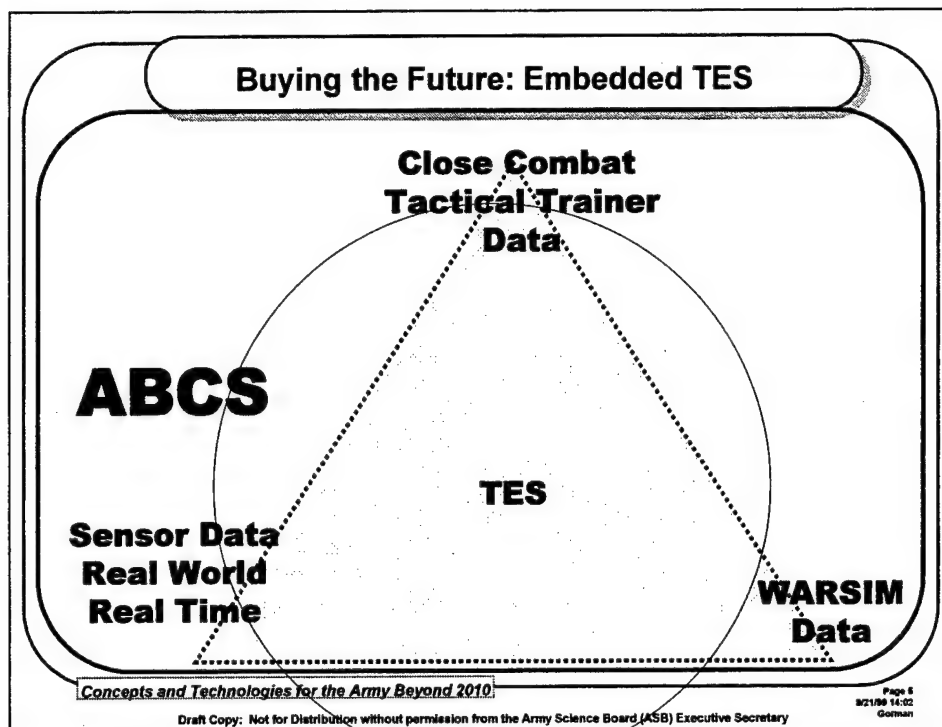 Buying the Future: Embedded TES
Close Combat
Tactical Trainer
Data
ABCS
TES
Sensor Data
Real World
Real Time
WARSIM
Data
Concepts and Technologies for the Army Beyond 2010
Page 5
Gorman
Draft Copy: Not for Distribution without permission from the Army Science Board (ASB) Executive Secretary